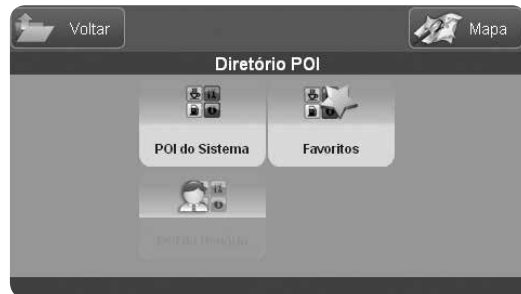 Voltar
Mapa
Diretório POI
POI do Sistema
Favoritos